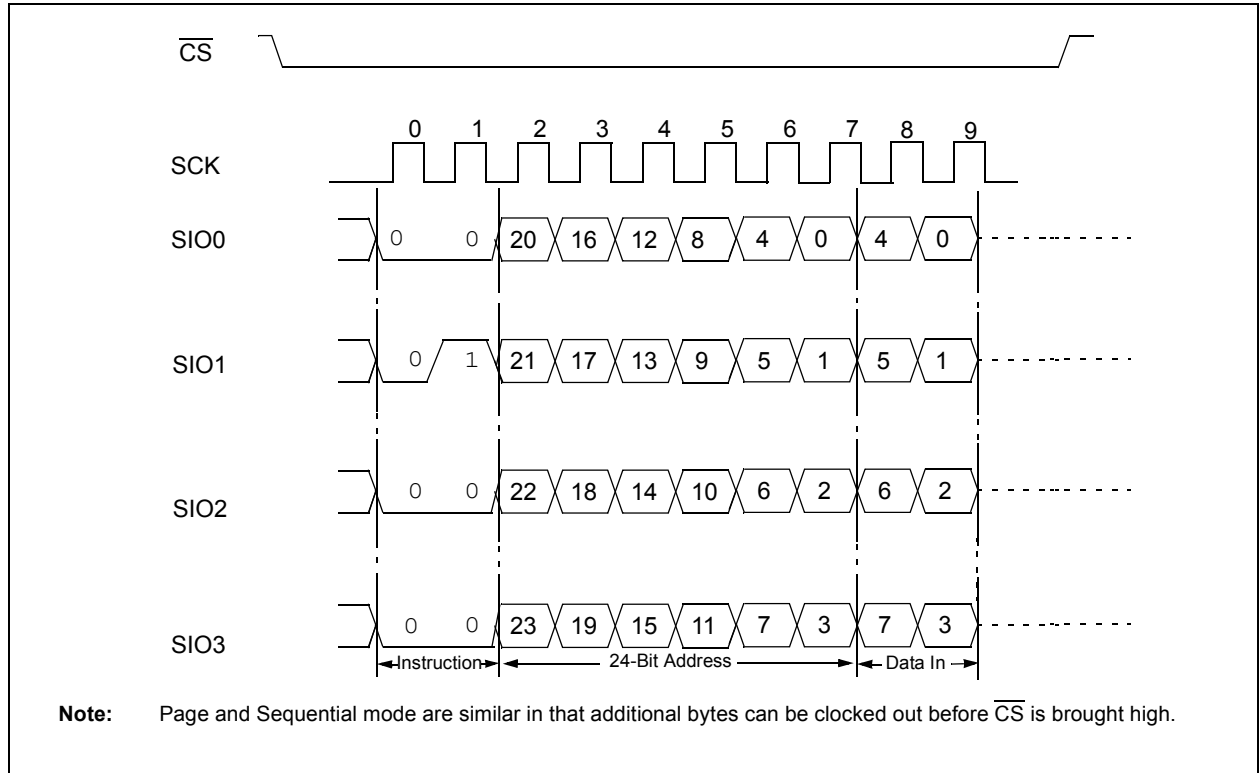 CS
0 1 2 3 4 5 6 7 8 9
SCK
SIO0 0 0 20 16 12 8 4 0 4 0
SIO1 0 1 21 17 13 9 5 1 5 1
SIO2 0 0 22 18 14 10 6 2 6 2
SIO3 0 0 23 19 15 11 7 3 7 3
Instruction 24-Bit Address Data In
Note: Page and Sequential mode are similar in that additional bytes can be clocked out before CS is brought high.